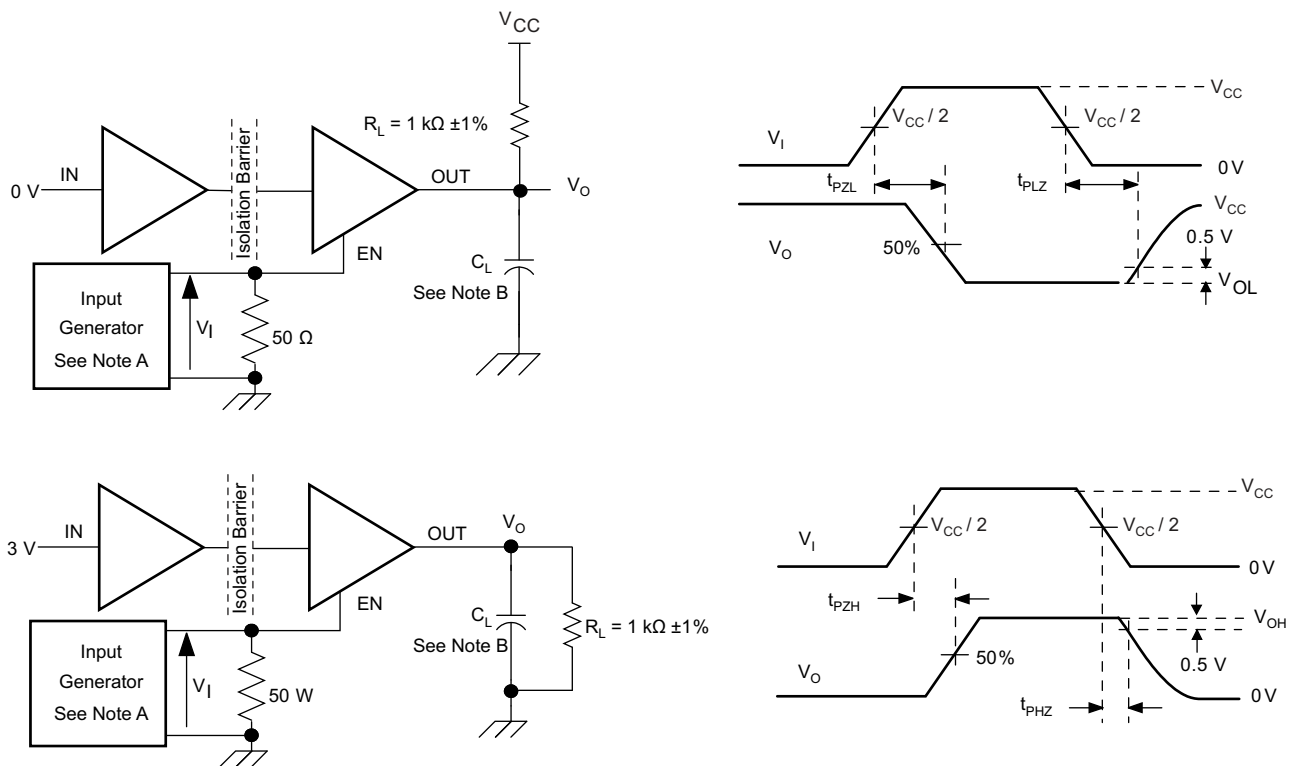 VCC
RL = 1 kΩ ±1%
0 V
IN
Isolation Barrier
OUT
VO
EN
CL
See Note B
Input
Generator
See Note A
VI
50 Ω
VCC
VI
VCC / 2
VCC / 2
0 V
tPZL
tPLZ
VCC
VO
50%
0.5 V
VOL
3 V
IN
Isolation Barrier
OUT
VO
EN
CL
See Note B
RL = 1 kΩ ±1%
Input
Generator
See Note A
VI
50 W
VCC
VI
VCC / 2
VCC / 2
0 V
tPZH
VOH
VO
50%
0.5 V
0 V
tPHZ